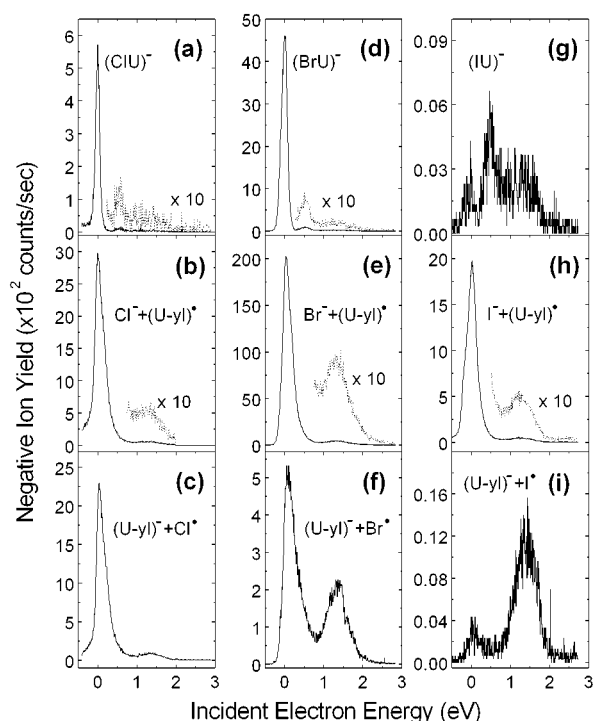 Negative Ion Yield (x10⁻² counts/sec)
(a)
(ClU)⁻
x 10
6
5
4
3
2
1
0
(d)
(BrU)⁻
x 10
50
40
30
20
10
0
(g)
(IU)⁻
0.09
0.06
0.03
0.00
(b)
Cl⁻+(U-yl)•
x 10
30
25
20
15
10
5
0
(e)
Br⁻+(U-yl)•
x 10
200
150
100
50
0
(h)
I⁻+(U-yl)•
x 10
20
15
10
5
0
(c)
(U-yl)⁻+Cl•
25
20
15
10
5
0
0 1 2 3
(f)
(U-yl)⁻+Br•
5
4
3
2
1
0
0 1 2 3
(i)
(U-yl)⁻+I•
0.16
0.12
0.08
0.04
0.00
0 1 2 3
Incident Electron Energy (eV)